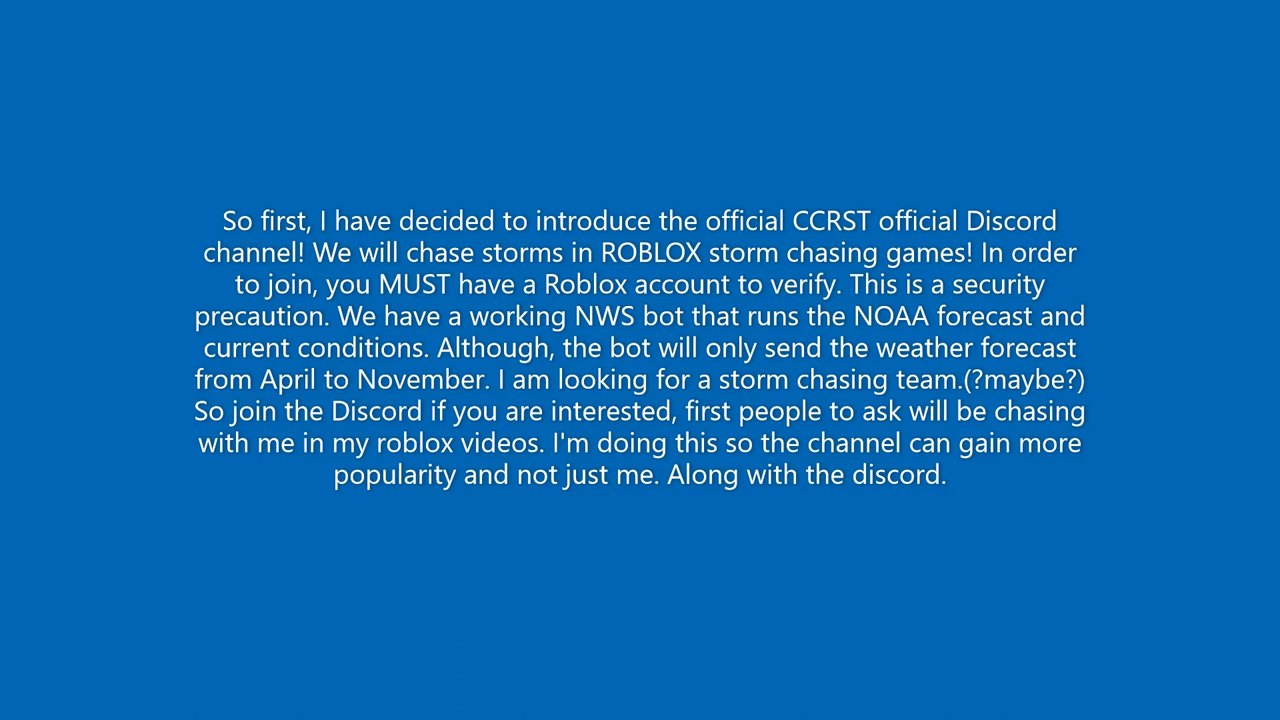 So first, I have decided to introduce the official CCRST official Discord
channel! We will chase storms in ROBLOX storm chasing games! In order
to join, you MUST have a Roblox account to verify. This is a security
precaution. We have a working NWS bot that runs the NOAA forecast and
current conditions. Although, the bot will only send the weather forecast
from April to November. I am looking for a storm chasing team.(?maybe?)
So join the Discord if you are interested, first people to ask will be chasing
with me in my roblox videos. I'm doing this so the channel can gain more
popularity and not just me. Along with the discord.